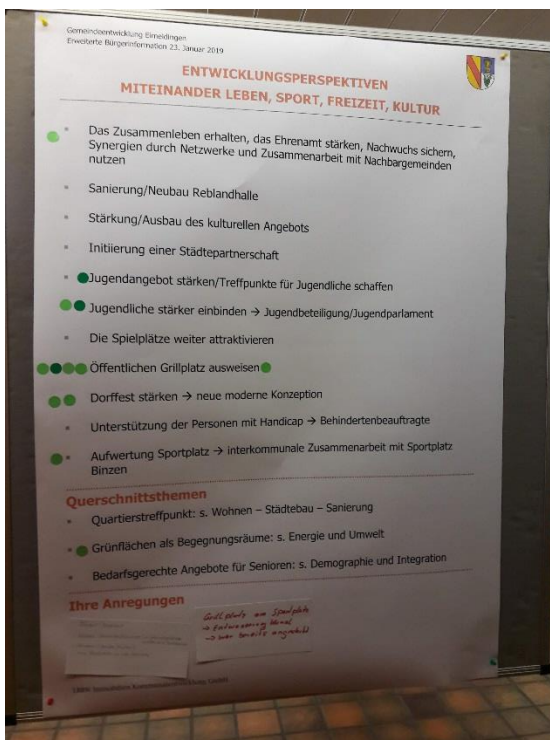 Gemeindeentwicklung Eimeldingen
Erweiterte Bürgerinformation 23. Januar 2019
ENTWICKLUNGSPERSPEKTIVEN
MITEINANDER LEBEN, SPORT, FREIZEIT, KULTUR
Das Zusammenleben erhalten, das Ehrenamt stärken, Nachwuchs sichern,
Synergien durch Netzwerke und Zusammenarbeit mit Nachbargemeinden
nutzen
Sanierung/Neubau Reblandhalle
Stärkung/Ausbau des kulturellen Angebots
Initiierung einer Städtepartnerschaft
Jugendangebot stärken/Treffpunkte für Jugendliche schaffen
Jugendliche stärker einbinden → Jugendbeteiligung/Jugendparlament
Die Spielplätze weiter attraktivieren
Öffentlichen Grillplatz ausweisen
Dorffest stärken → neue moderne Konzeption
Unterstützung der Personen mit Handicap → Behindertenbeauftragte
Aufwertung Sportplatz → interkommunale Zusammenarbeit mit Sportplatz
Binzen
Querschnittsthemen
Quartierstreffpunkt: s. Wohnen – Städtebau – Sanierung
Grünflächen als Begegnungsräume: s. Energie und Umwelt
Bedarfsgerechte Angebote für Senioren: s. Demographie und Integration
Ihre Anregungen
Grillplatz am Sportplatz
→ Entwässerung Kanal
→ war bereits angedacht